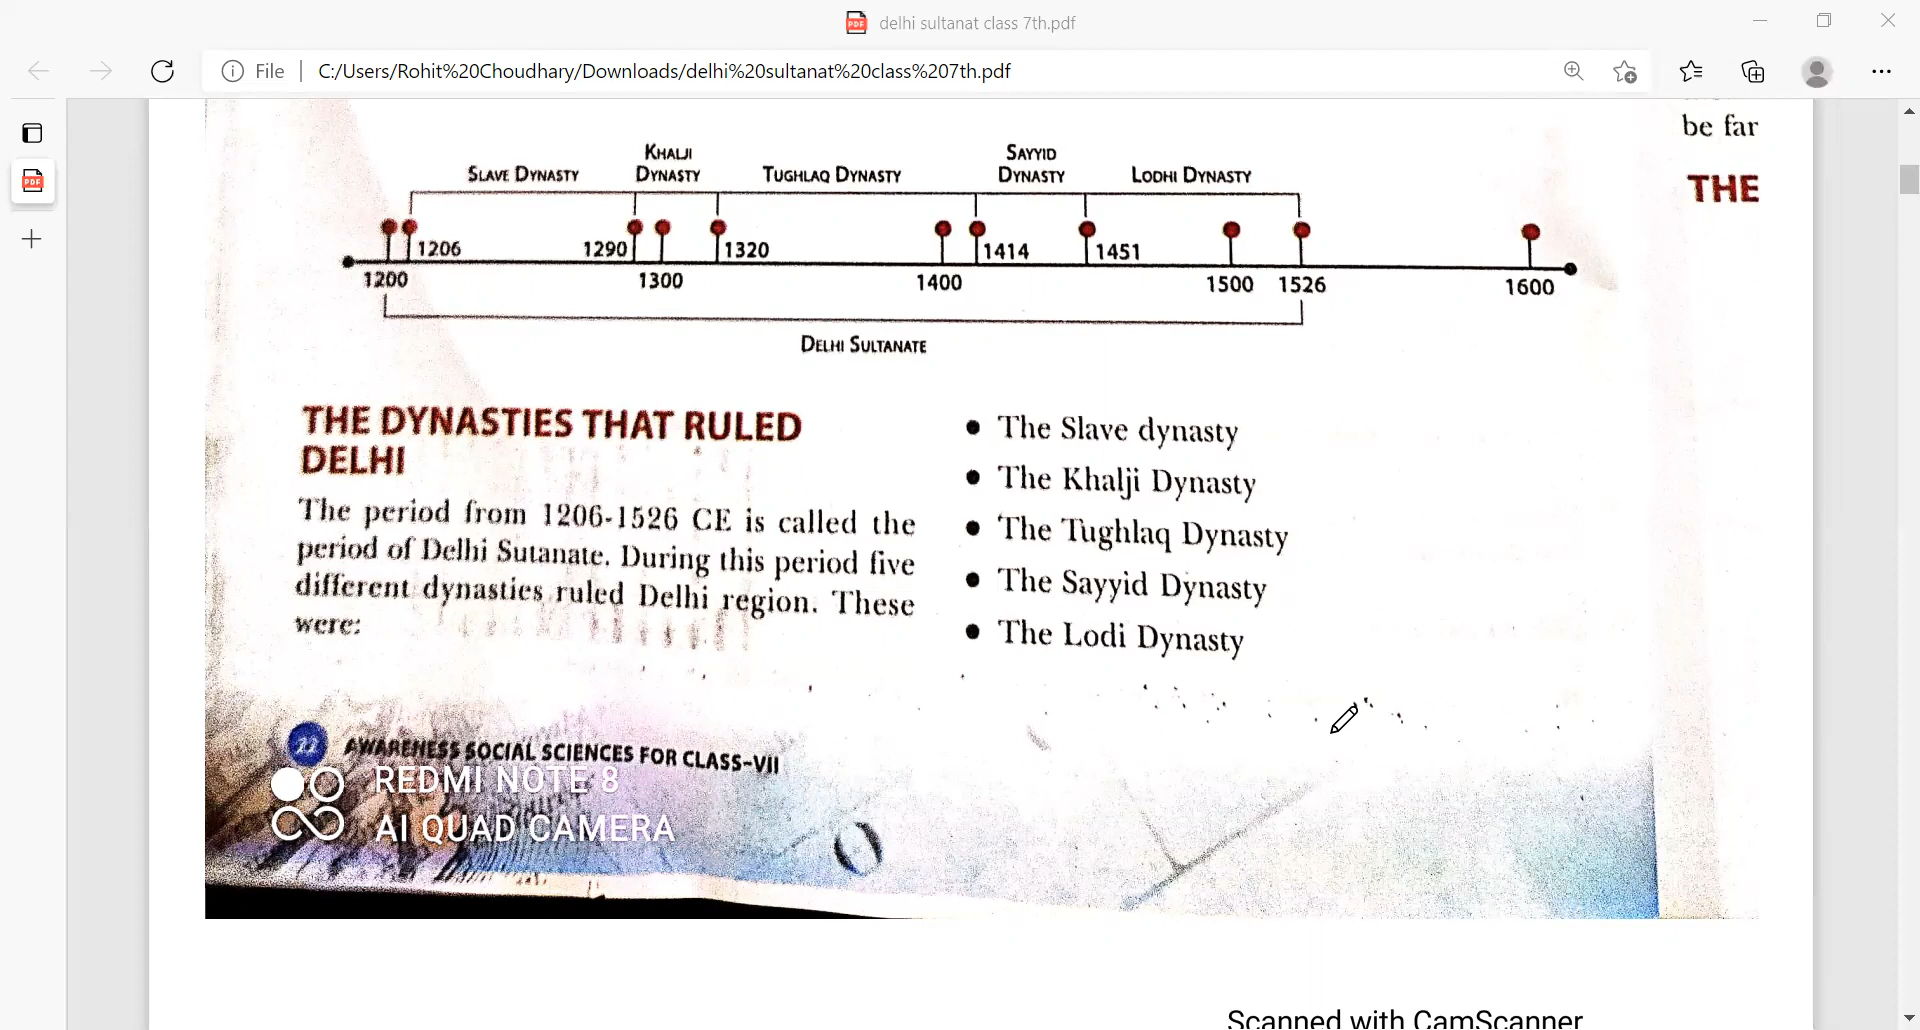 delhi sultanat class 7th.pdf
File
C:/Users/Rohit%20Choudhary/Downloads/delhi%20sultanat%20class%207th.pdf
be far
THE
SLAVE DYNASTY
KHALJI
DYNASTY
TUGHLAQ DYNASTY
SAYYID
DYNASTY
LODHI DYNASTY
1206
1290
1320
1414
1451
1200
1300
1400
1500
1526
1600
DELHI SULTANATE
THE DYNASTIES THAT RULED
DELHI
The period from 1206-1526 CE is called the
period of Delhi Sutanate. During this period five
different dynasties ruled Delhi region. These
were:
• The Slave dynasty
• The Khalji Dynasty
• The Tughlaq Dynasty
• The Sayyid Dynasty
• The Lodi Dynasty
22
AWARENESS SOCIAL SCIENCES FOR CLASS-VII
REDMI NOTE 8
AI QUAD CAMERA
Scanned with CamScanner